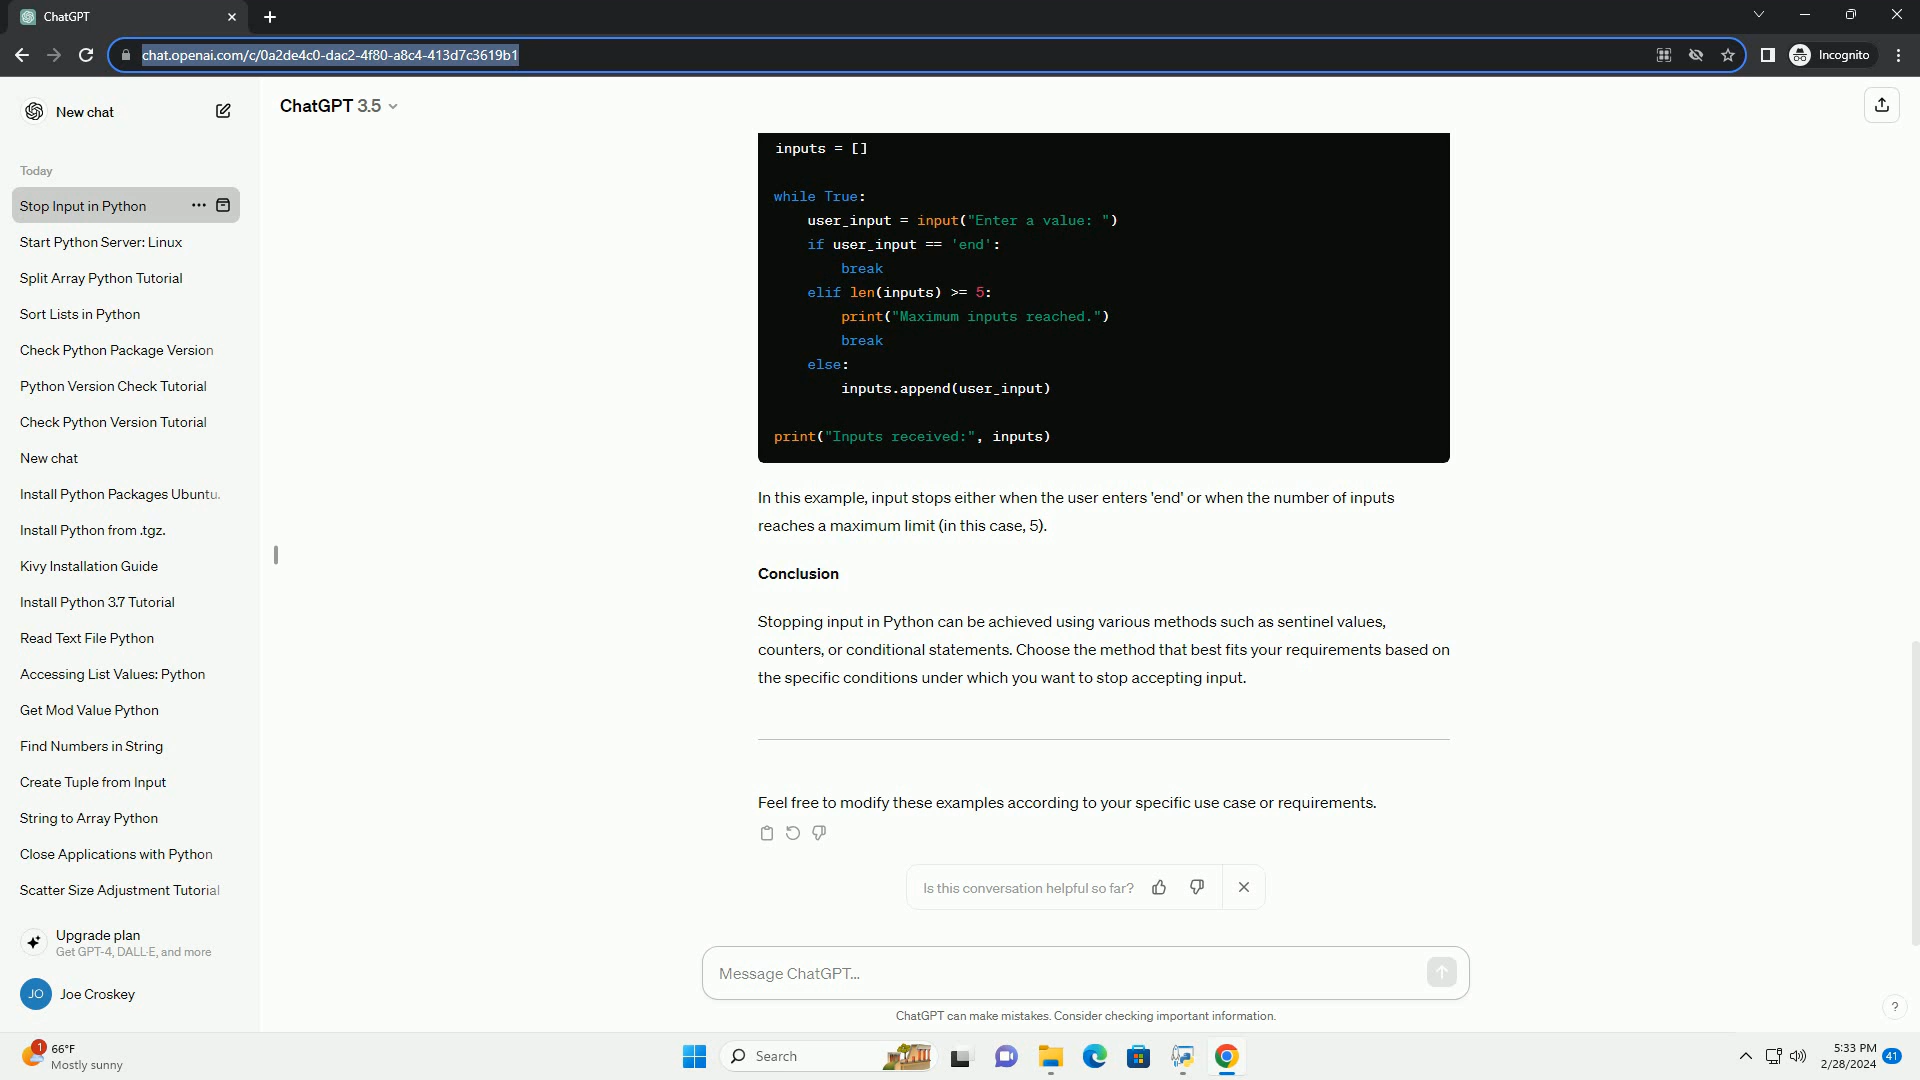 ChatGPT
chat.openai.com/c/0a2de4c0-dac2-4f80-a8c4-413d7c3619b1
Incognito
New chat
Today
Stop Input in Python
Start Python Server: Linux
Split Array Python Tutorial
Sort Lists in Python
Check Python Package Version
Python Version Check Tutorial
Check Python Version Tutorial
New chat
Install Python Packages Ubuntu.
Install Python from .tgz.
Kivy Installation Guide
Install Python 3.7 Tutorial
Read Text File Python
Accessing List Values: Python
Get Mod Value Python
Find Numbers in String
Create Tuple from Input
String to Array Python
Close Applications with Python
Scatter Size Adjustment Tutorial
Upgrade plan
Get GPT-4, DALL·E, and more
JO Joe Croskey
ChatGPT 3.5
inputs = []
while True:
    user_input = input("Enter a value: ")
    if user_input == 'end':
        break
    elif len(inputs) >= 5:
        print("Maximum inputs reached.")
        break
    else:
        inputs.append(user_input)
print("Inputs received:", inputs)
In this example, input stops either when the user enters 'end' or when the number of inputs
reaches a maximum limit (in this case, 5).
Conclusion
Stopping input in Python can be achieved using various methods such as sentinel values,
counters, or conditional statements. Choose the method that best fits your requirements based on
the specific conditions under which you want to stop accepting input.
Feel free to modify these examples according to your specific use case or requirements.
Is this conversation helpful so far?
Message ChatGPT...
ChatGPT can make mistakes. Consider checking important information.
?
1
66°F
Mostly sunny
Search
5:33 PM
2/28/2024
41